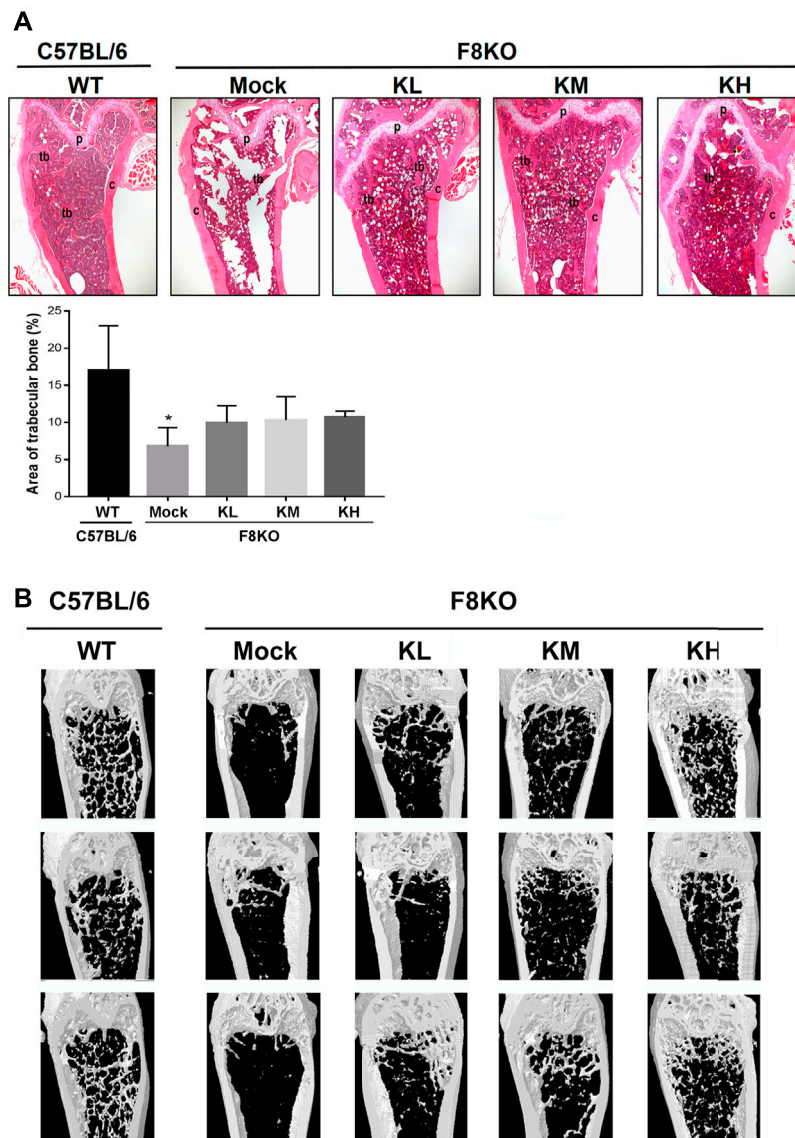 A
C57BL/6 F8KO
WT Mock KL KM KH
p p p p p
tb tb tb tb tb
tb tb tb
c c c c c
Area of trabecular bone (%)
25
20
15
10
5
0
*
WT Mock KL KM KH
C57BL/6 F8KO
B C57BL/6 F8KO
WT Mock KL KM KH